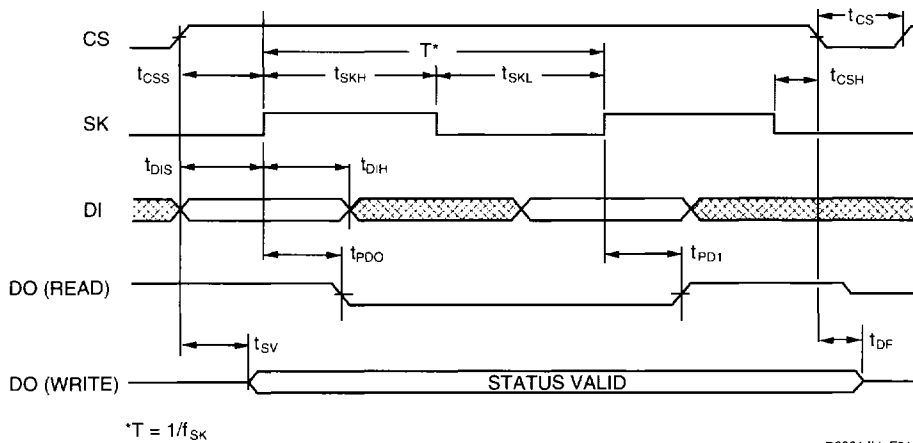 CS
tCS
T*
tCSS
tSKH
tSKL
tCSH
SK
tDIS
tDIH
DI
tPDO
tPD1
DO (READ)
tSV
tDF
DO (WRITE)
STATUS VALID
*T = 1/fSK